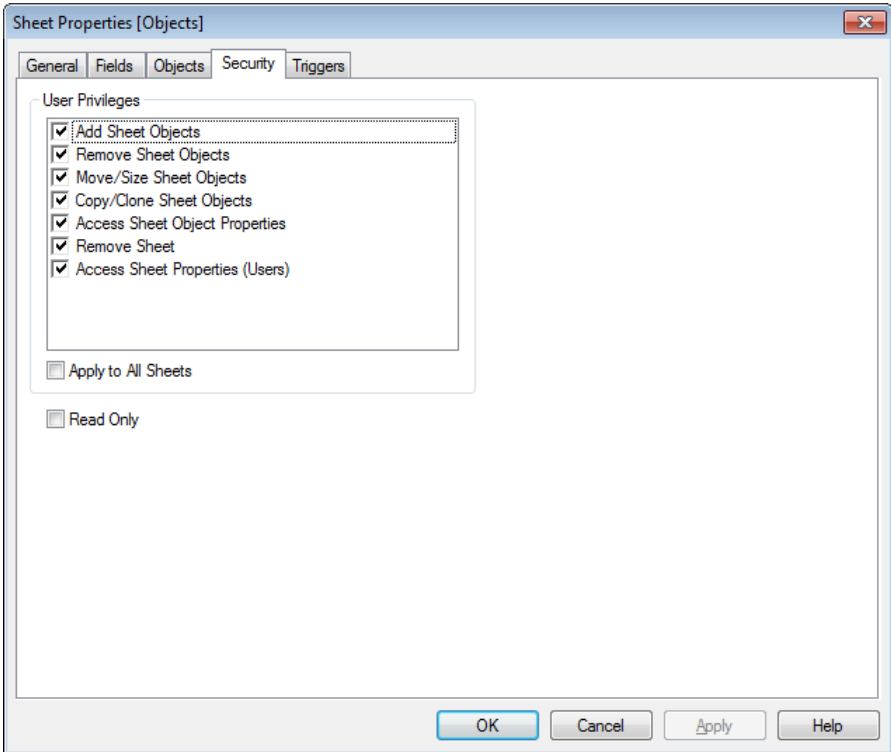 Sheet Properties [Objects]
General Fields Objects Security Triggers
User Privileges
Add Sheet Objects
Remove Sheet Objects
Move/Size Sheet Objects
Copy/Clone Sheet Objects
Access Sheet Object Properties
Remove Sheet
Access Sheet Properties (Users)
Apply to All Sheets
Read Only
OK Cancel Apply Help